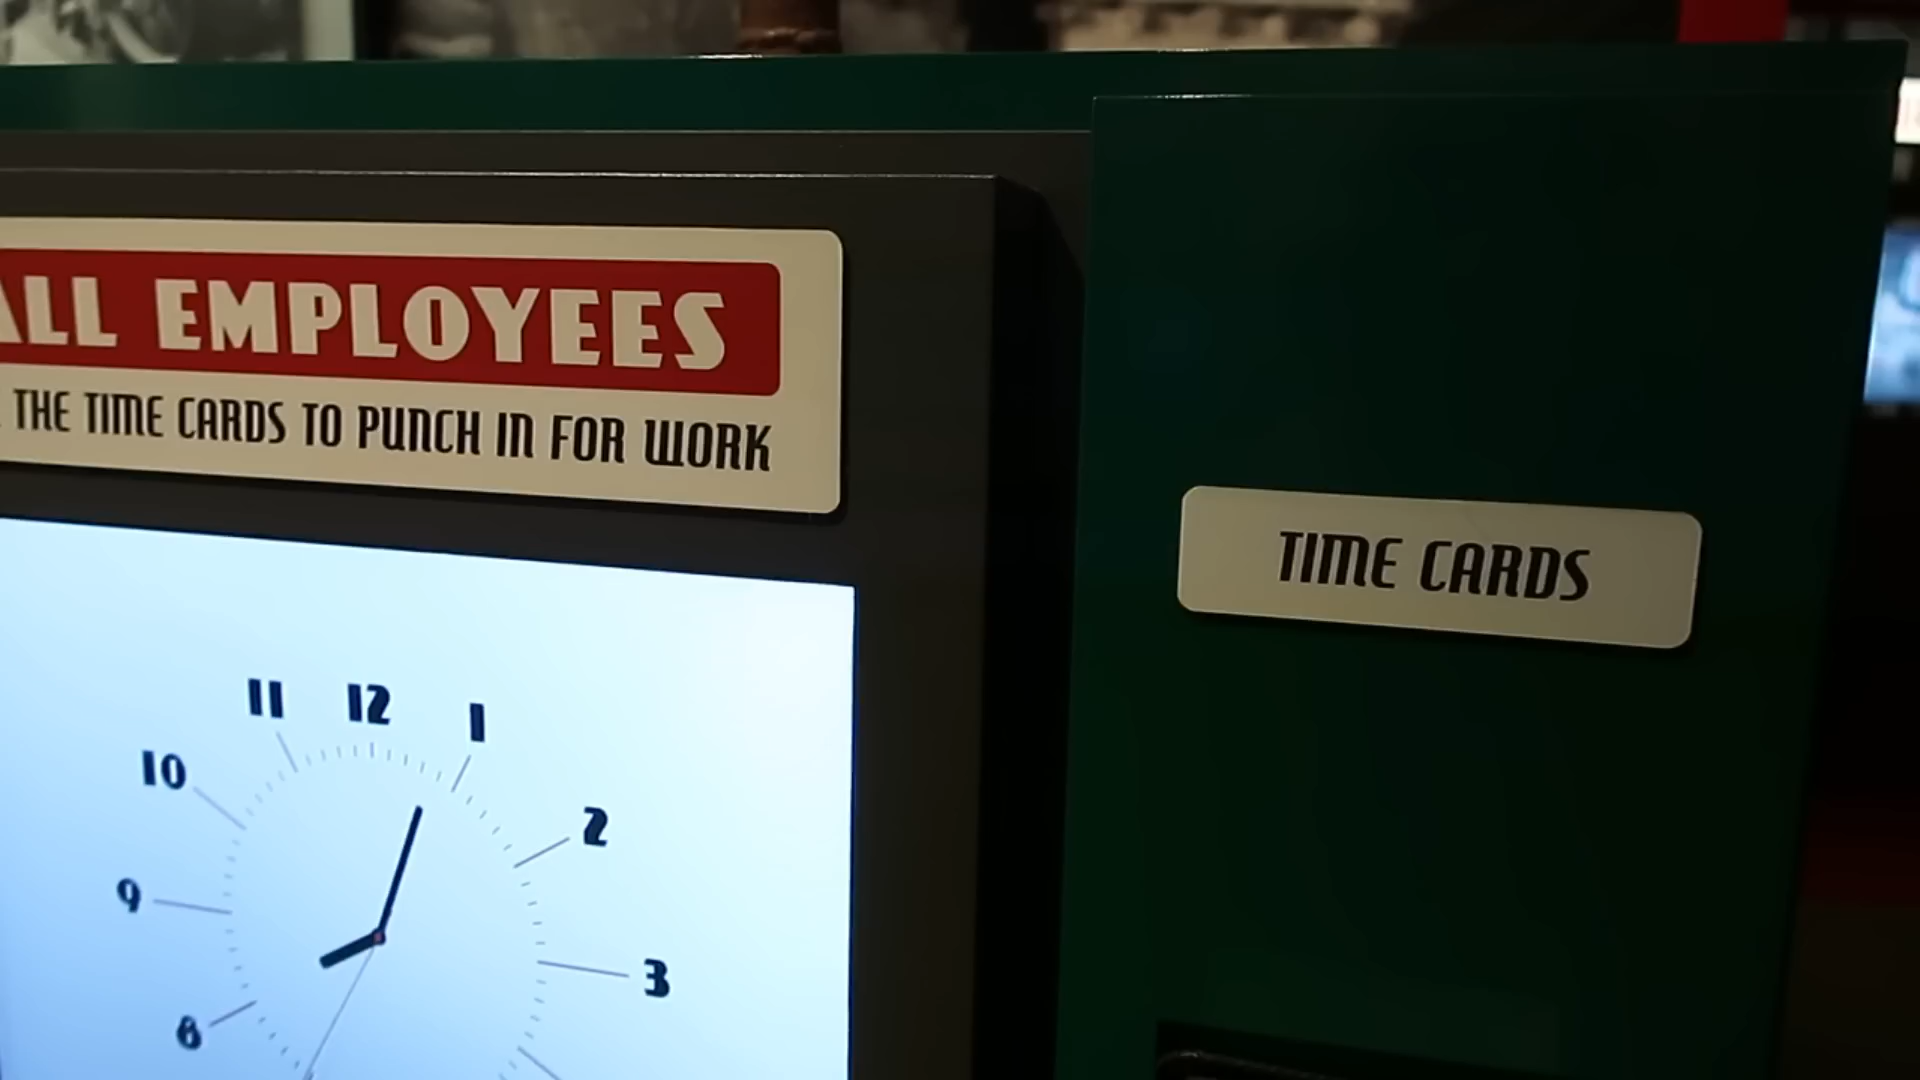 ALL EMPLOYEES
THE TIME CARDS TO PUNCH IN FOR WORK
TIME CARDS
11
12
1
10
2
9
3
8